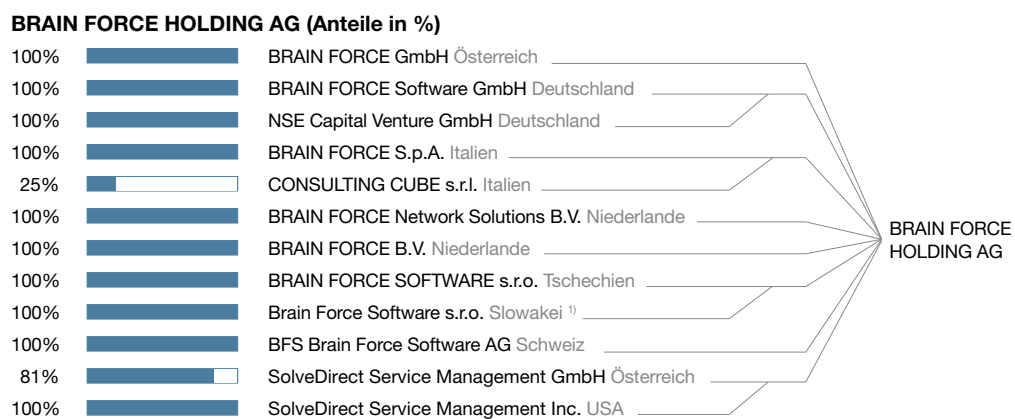 BRAIN FORCE HOLDING AG (Anteile in %)
100% BRAIN FORCE GmbH Österreich
100% BRAIN FORCE Software GmbH Deutschland
100% NSE Capital Venture GmbH Deutschland
100% BRAIN FORCE S.p.A. Italien
25% CONSULTING CUBE s.r.l. Italien
100% BRAIN FORCE Network Solutions B.V. Niederlande
100% BRAIN FORCE B.V. Niederlande
100% BRAIN FORCE SOFTWARE s.r.o. Tschechien
100% Brain Force Software s.r.o. Slowakei ¹⁾
100% BFS Brain Force Software AG Schweiz
81% SolveDirect Service Management GmbH Österreich
100% SolveDirect Service Management Inc. USA
BRAIN FORCE
HOLDING AG